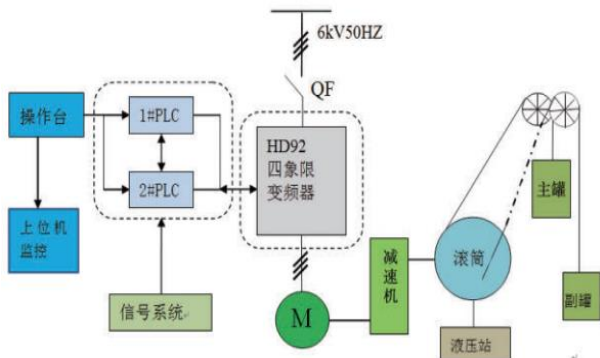 6kV50HZ
QF
操作台
1#PLC
2#PLC
HD92
四象限
变频器
上位机
监控
信号系统
M
减
速
机
滚筒
主罐
副罐
液压站